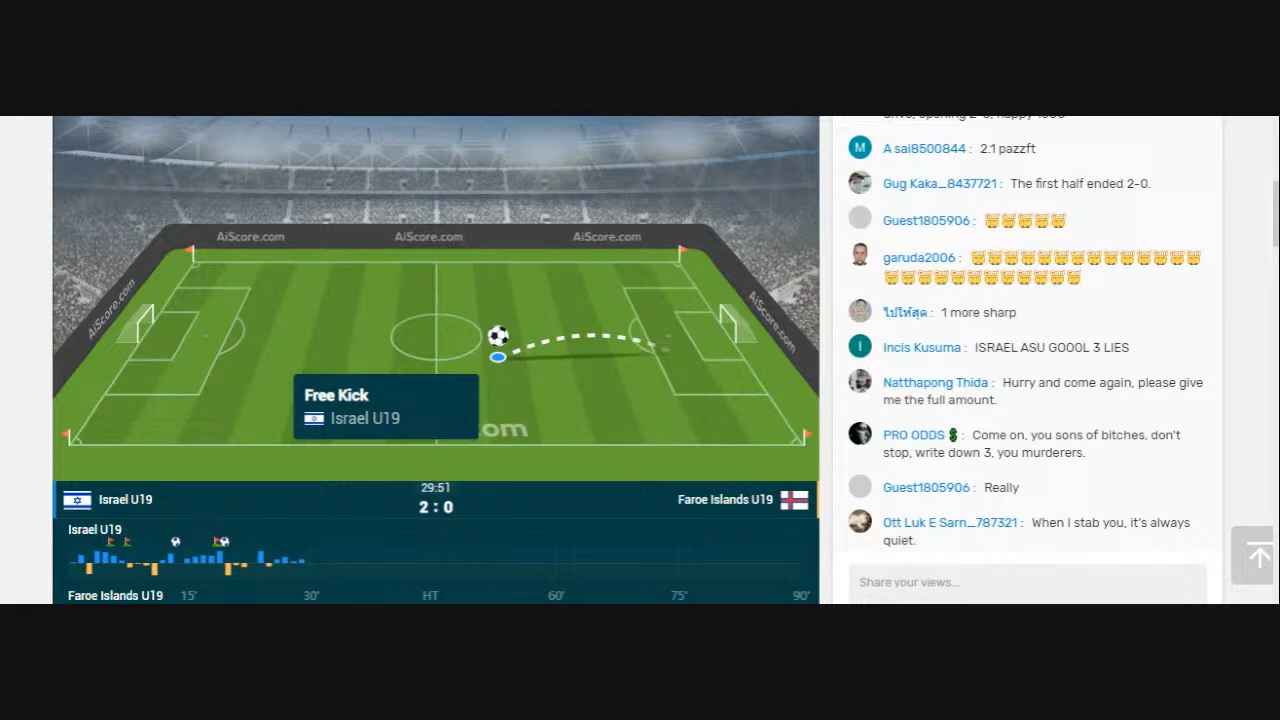 A sai8500844 : 2.1 pazzft
Gug Kaka_8437721 : The first half ended 2-0.
Guest1805906 :
garuda2006 :
ไปให้สุด : 1 more sharp
Incis Kusuma : ISRAEL ASU GOOOL 3 LIES
Natthapong Thida : Hurry and come again, please give
me the full amount.
PRO ODDS : Come on, you sons of bitches, don't
stop, write down 3, you murderers.
Guest1805906 : Really
Ott Luk E Sarn_787321 : When I stab you, it's always
quiet.
Share your views...
AiScore.com
AiScore.com
AiScore.com
AiScore.com
AiScore.com
Free Kick
Israel U19
.com
Israel U19
29:51
2 : 0
Faroe Islands U19
Israel U19
Faroe Islands U19 15' 30' HT 60' 75' 90'
M
I